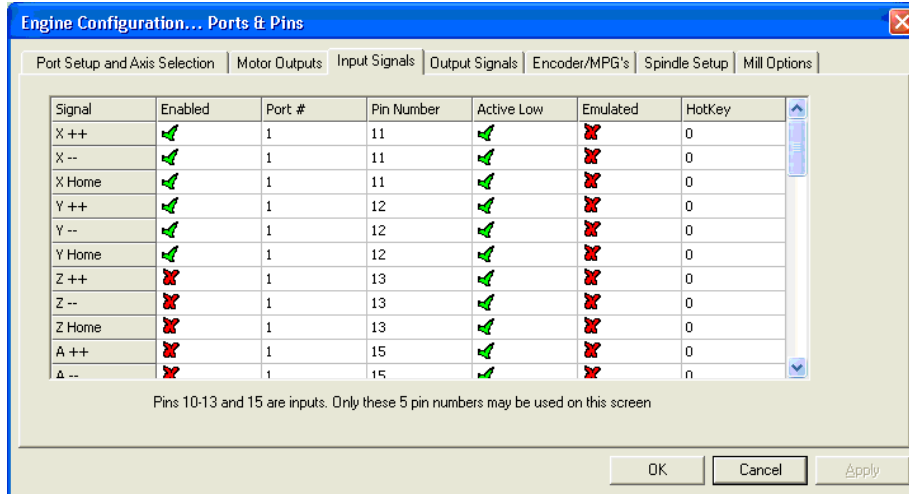 Engine Configuration... Ports & Pins
Port Setup and Axis Selection Motor Outputs Input Signals Output Signals Encoder/MPG's Spindle Setup Mill Options
Signal Enabled Port # Pin Number Active Low Emulated HotKey
X ++ 1 11 0
X -- 1 11 0
X Home 1 11 0
Y ++ 1 12 0
Y -- 1 12 0
Y Home 1 12 0
Z ++ 1 13 0
Z -- 1 13 0
Z Home 1 13 0
A ++ 1 15 0
A -- 1 15 0
Pins 10-13 and 15 are inputs. Only these 5 pin numbers may be used on this screen
OK Cancel Apply